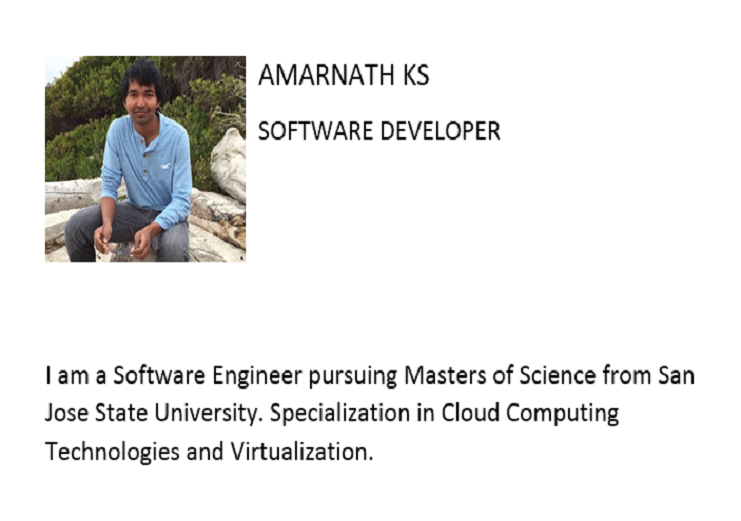 AMARNATH KS
SOFTWARE DEVELOPER
I am a Software Engineer pursuing Masters of Science from San
Jose State University. Specialization in Cloud Computing
Technologies and Virtualization.